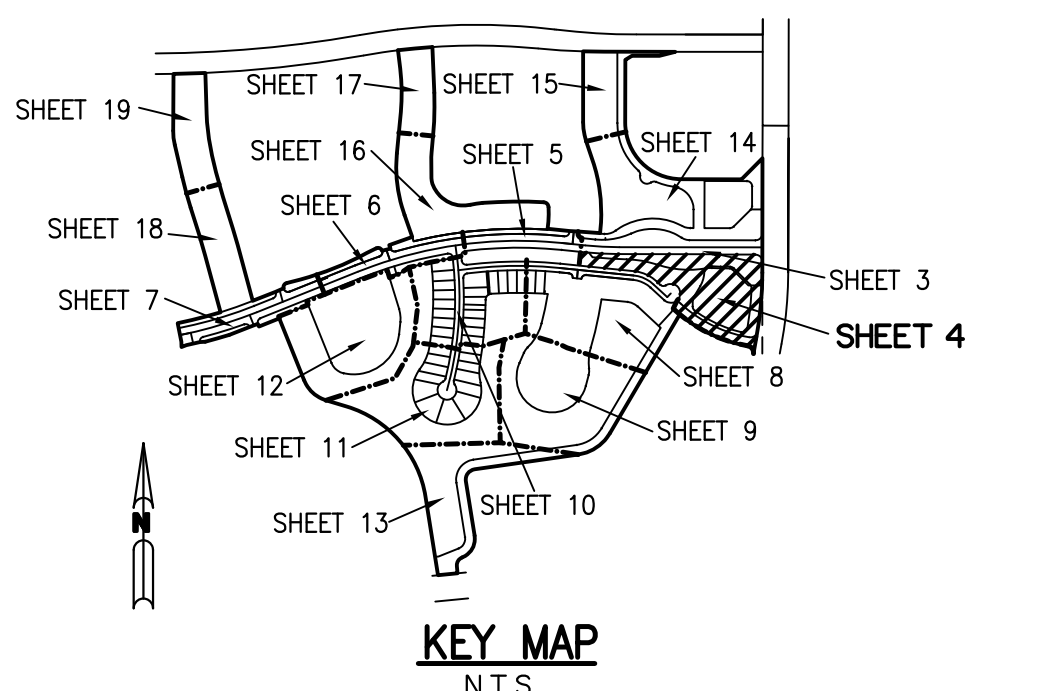 SHEET 17
SHEET 15
SHEET 19
SHEET 14
SHEET 16
SHEET 5
SHEET 6
SHEET 18
SHEET 3
SHEET 7
SHEET 4
SHEET 12
SHEET 8
SHEET 9
SHEET 11
SHEET 10
SHEET 13
N
KEY MAP
N.T.S.